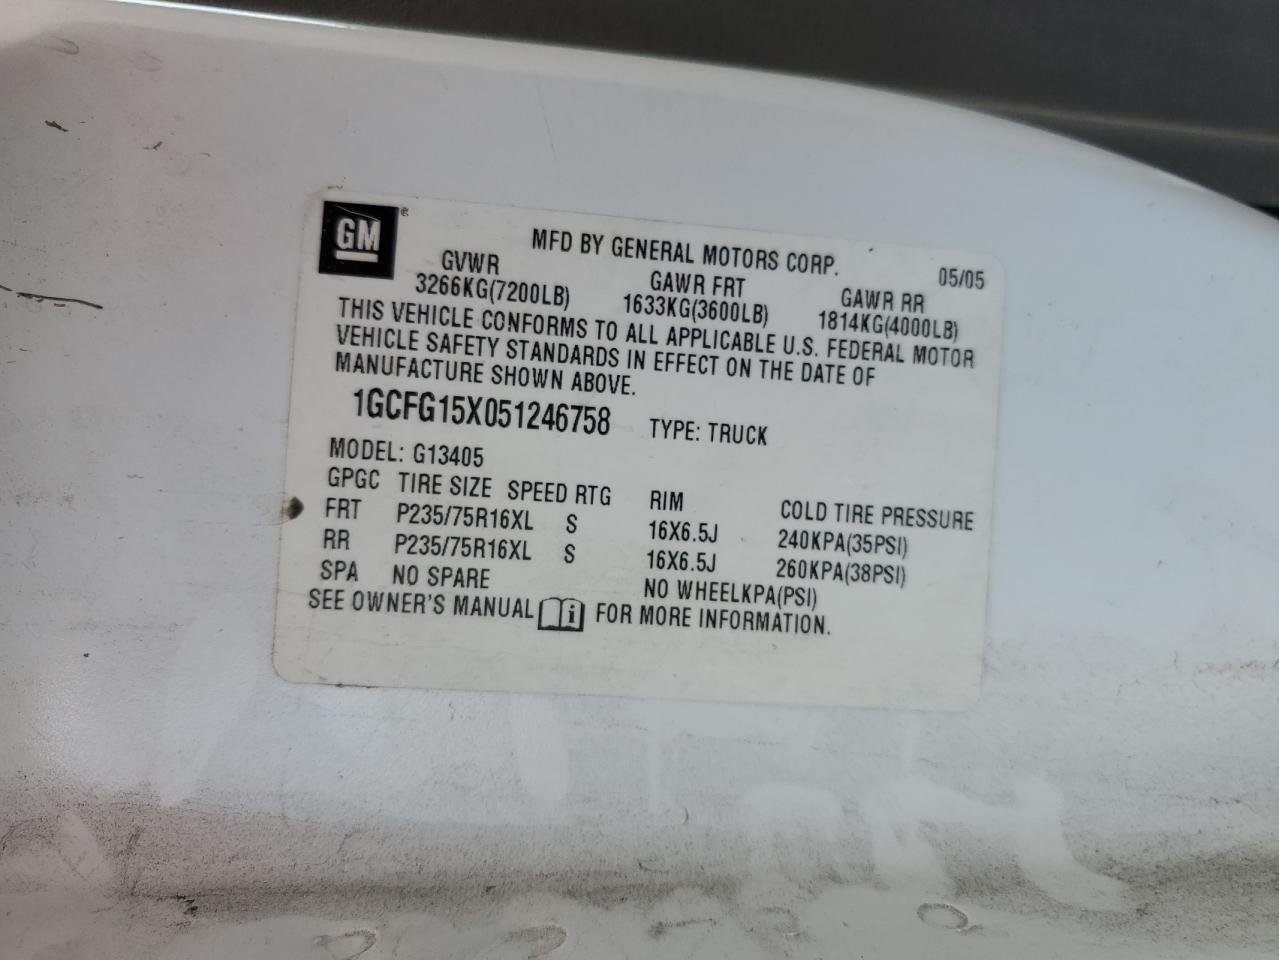 GM®
MFD BY GENERAL MOTORS CORP. 05/05
GVWR GAWR FRT GAWR RR
3266KG(7200LB) 1633KG(3600LB) 1814KG(4000LB)
THIS VEHICLE CONFORMS TO ALL APPLICABLE U.S. FEDERAL MOTOR
VEHICLE SAFETY STANDARDS IN EFFECT ON THE DATE OF
MANUFACTURE SHOWN ABOVE.
1GCFG15X051246758 TYPE: TRUCK
MODEL: G13405
GPGC TIRE SIZE SPEED RTG RIM COLD TIRE PRESSURE
FRT P235/75R16XL S 16X6.5J 240KPA(35PSI)
RR P235/75R16XL S 16X6.5J 260KPA(38PSI)
SPA NO SPARE NO WHEELKPA(PSI)
SEE OWNER'S MANUAL i FOR MORE INFORMATION.